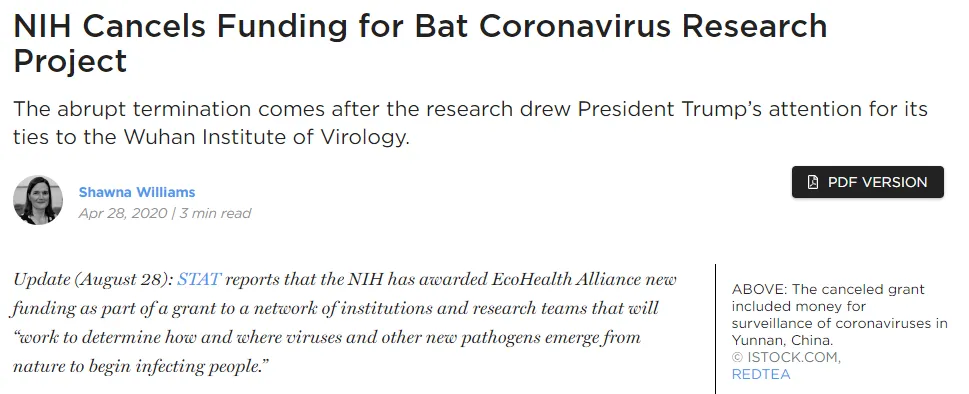 NIH Cancels Funding for Bat Coronavirus Research
Project
The abrupt termination comes after the research drew President Trump’s attention for its
ties to the Wuhan Institute of Virology.
Shawna Williams
Apr 28, 2020 | 3 min read
PDF VERSION
Update (August 28): STAT reports that the NIH has awarded EcoHealth Alliance new
funding as part of a grant to a network of institutions and research teams that will
“work to determine how and where viruses and other new pathogens emerge from
nature to begin infecting people.”
ABOVE: The canceled grant
included money for
surveillance of coronaviruses in
Yunnan, China.
© ISTOCK.COM,
REDTEA